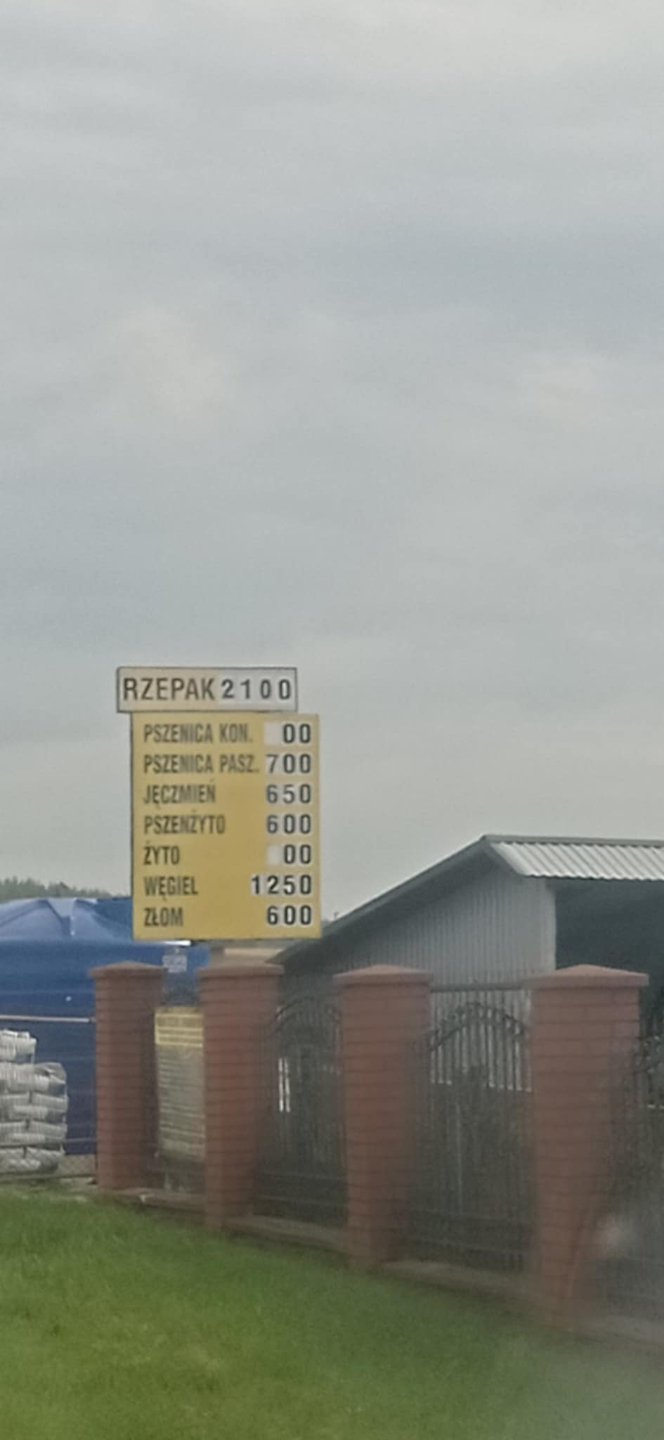 RZEPAK 2100
PSZENICA KON. 00
PSZENICA PASZ. 700
JĘCZMIEŃ 650
PSZENŻYTO 600
ŻYTO 00
WĘGIEL 1250
ZŁOM 600